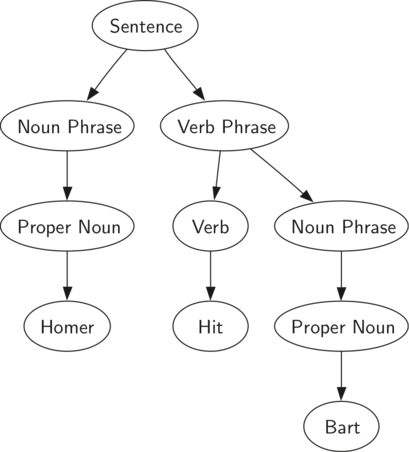 Sentence
Noun Phrase
Verb Phrase
Proper Noun
Verb
Noun Phrase
Homer
Hit
Proper Noun
Bart